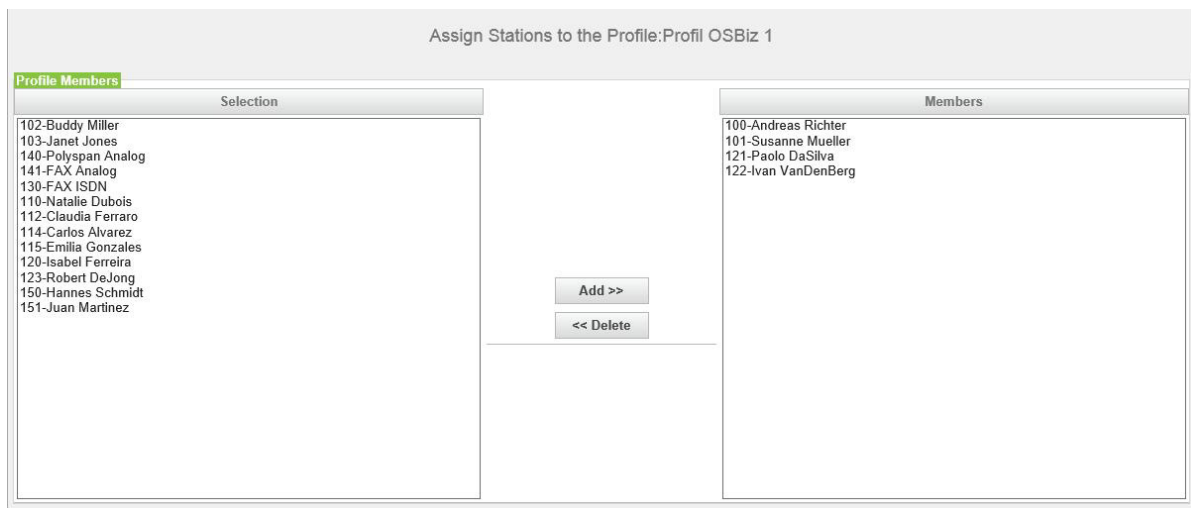 Assign Stations to the Profile:Profil OSBiz 1
Profile Members
Selection
102-Buddy Miller
103-Janet Jones
140-Polyspan Analog
141-FAX Analog
130-FAX ISDN
110-Natalie Dubois
112-Claudia Ferraro
114-Carlos Alvarez
115-Emilia Gonzales
120-Isabel Ferreira
123-Robert DeJong
150-Hannes Schmidt
151-Juan Martinez
Add >>
<< Delete
Members
100-Andreas Richter
101-Susanne Mueller
121-Paolo DaSilva
122-Ivan VanDenBerg